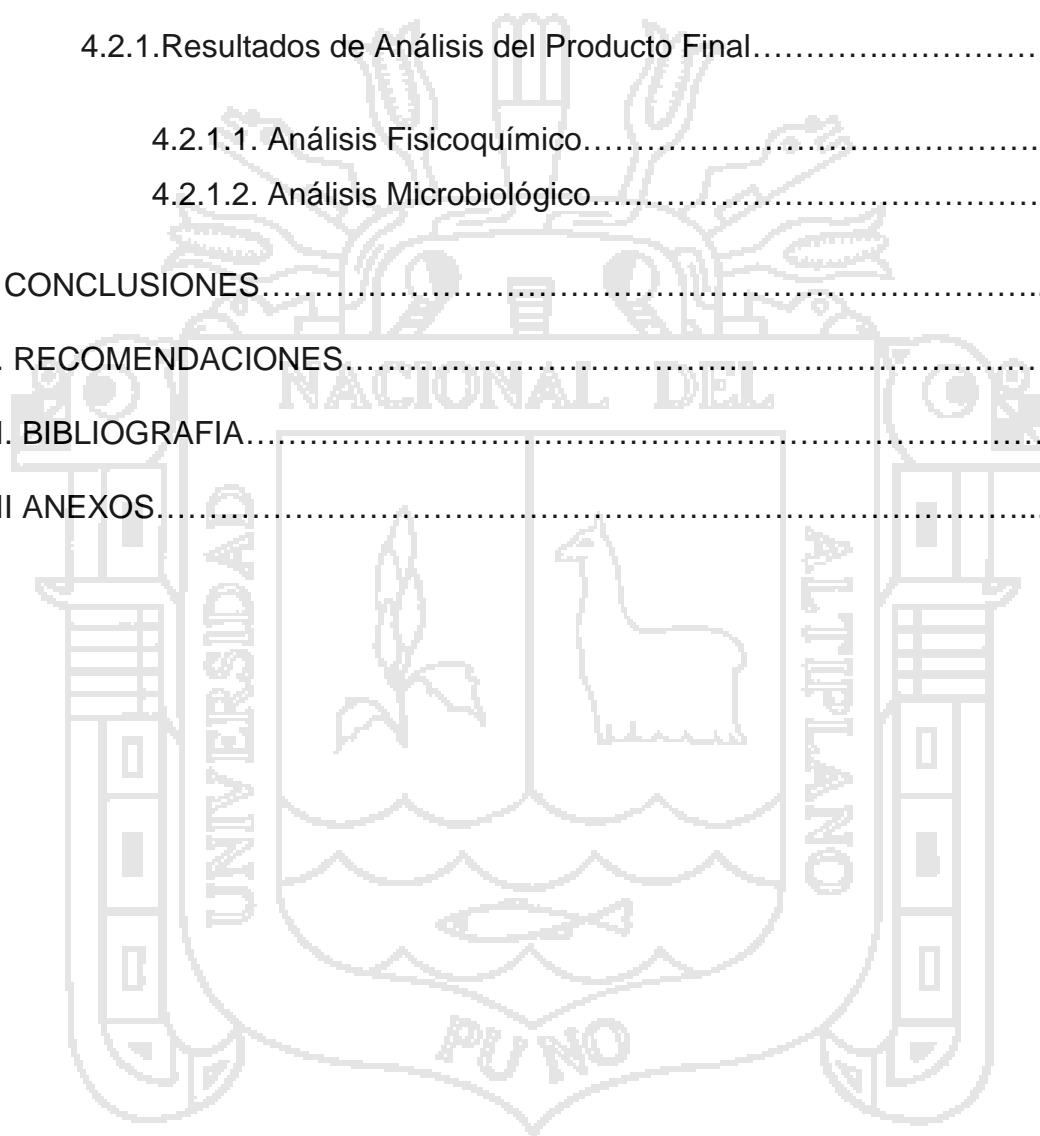 4.2.1.Resultados de Análisis del Producto Final……………..……………………
4.2.1.1. Análisis Fisicoquímico…………………………………………..
4.2.1.2. Análisis Microbiológico…………………………………………
CONCLUSIONES……………………………………………………………………………..
. RECOMENDACIONES………………………………………………………………………
I. BIBLIOGRAFIA……………………………………………………………………………….
II ANEXOS…………………………………………………………………………………...
UNIVERSIDAD
NACIONAL DEL
ALTIPLANO
PUNO